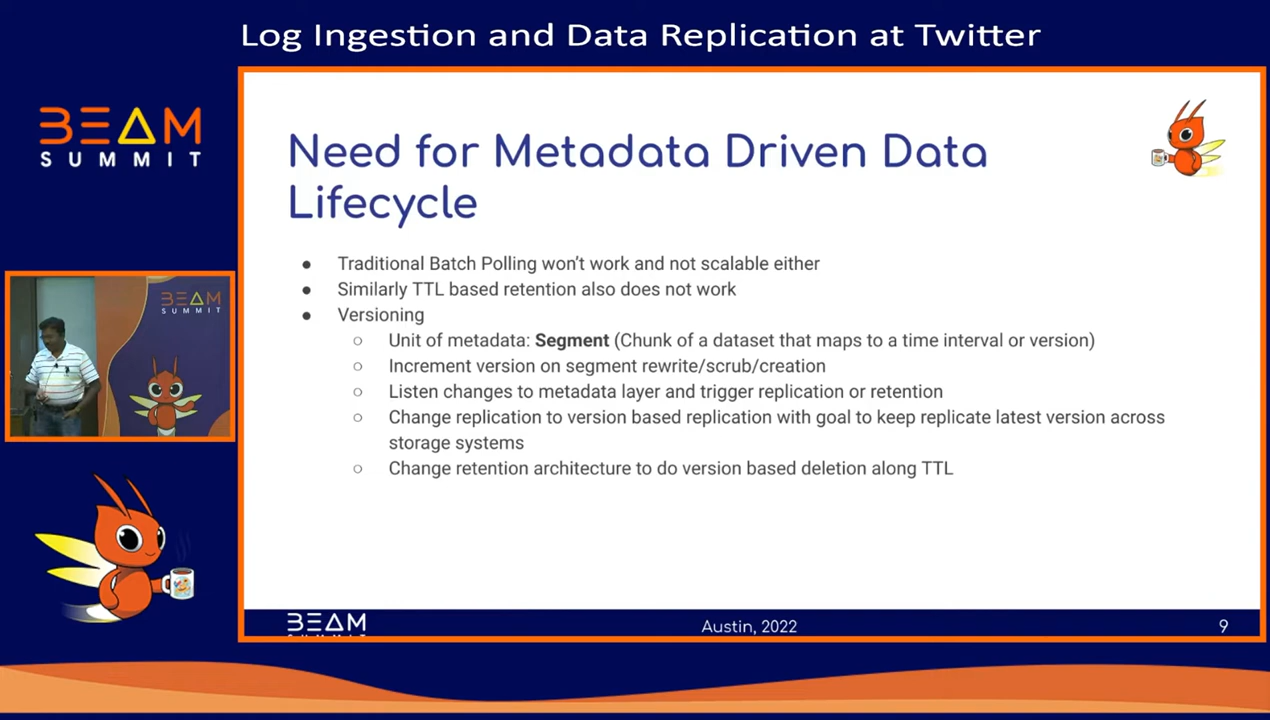 Log Ingestion and Data Replication at Twitter
BEAM
SUMMIT
Need for Metadata Driven Data
Lifecycle
● Traditional Batch Polling won't work and not scalable either
● Similarly TTL based retention also does not work
● Versioning
○ Unit of metadata: Segment (Chunk of a dataset that maps to a time interval or version)
○ Increment version on segment rewrite/scrub/creation
○ Listen changes to metadata layer and trigger replication or retention
○ Change replication to version based replication with goal to keep replicate latest version across
storage systems
○ Change retention architecture to do version based deletion along TTL
BEAM
SUMMIT
BEAM
SUMMIT
Austin, 2022
9